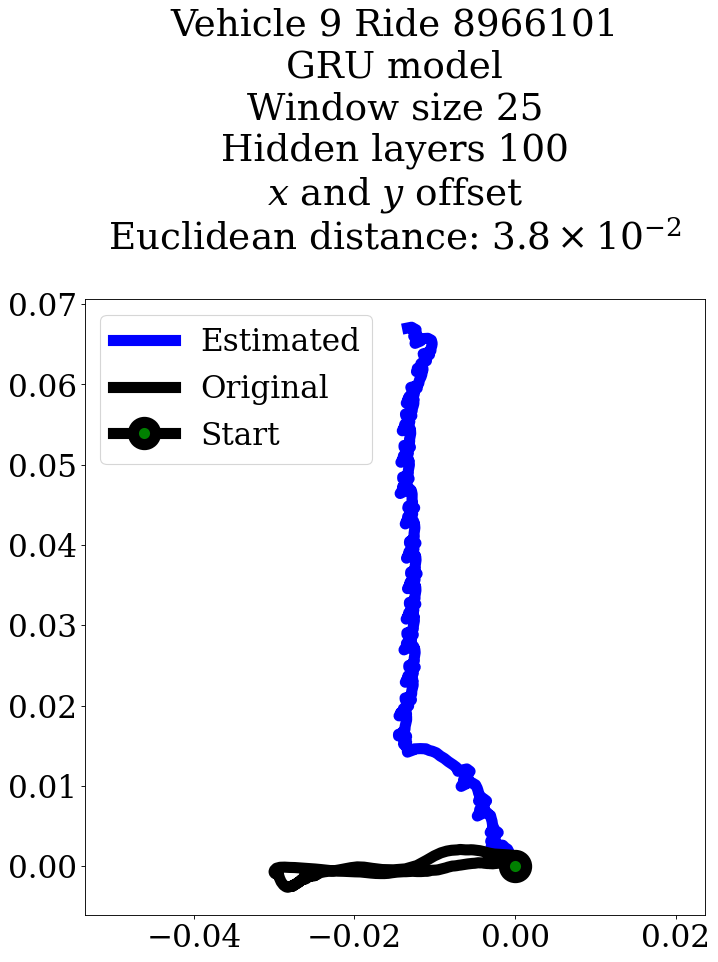 Vehicle 9 Ride 8966101
GRU model
Window size 25
Hidden layers 100
x and y offset
Euclidean distance: 3.8 × 10⁻²
Estimated
Original
Start
0.07
0.06
0.05
0.04
0.03
0.02
0.01
0.00
−0.04 −0.02 0.00 0.02